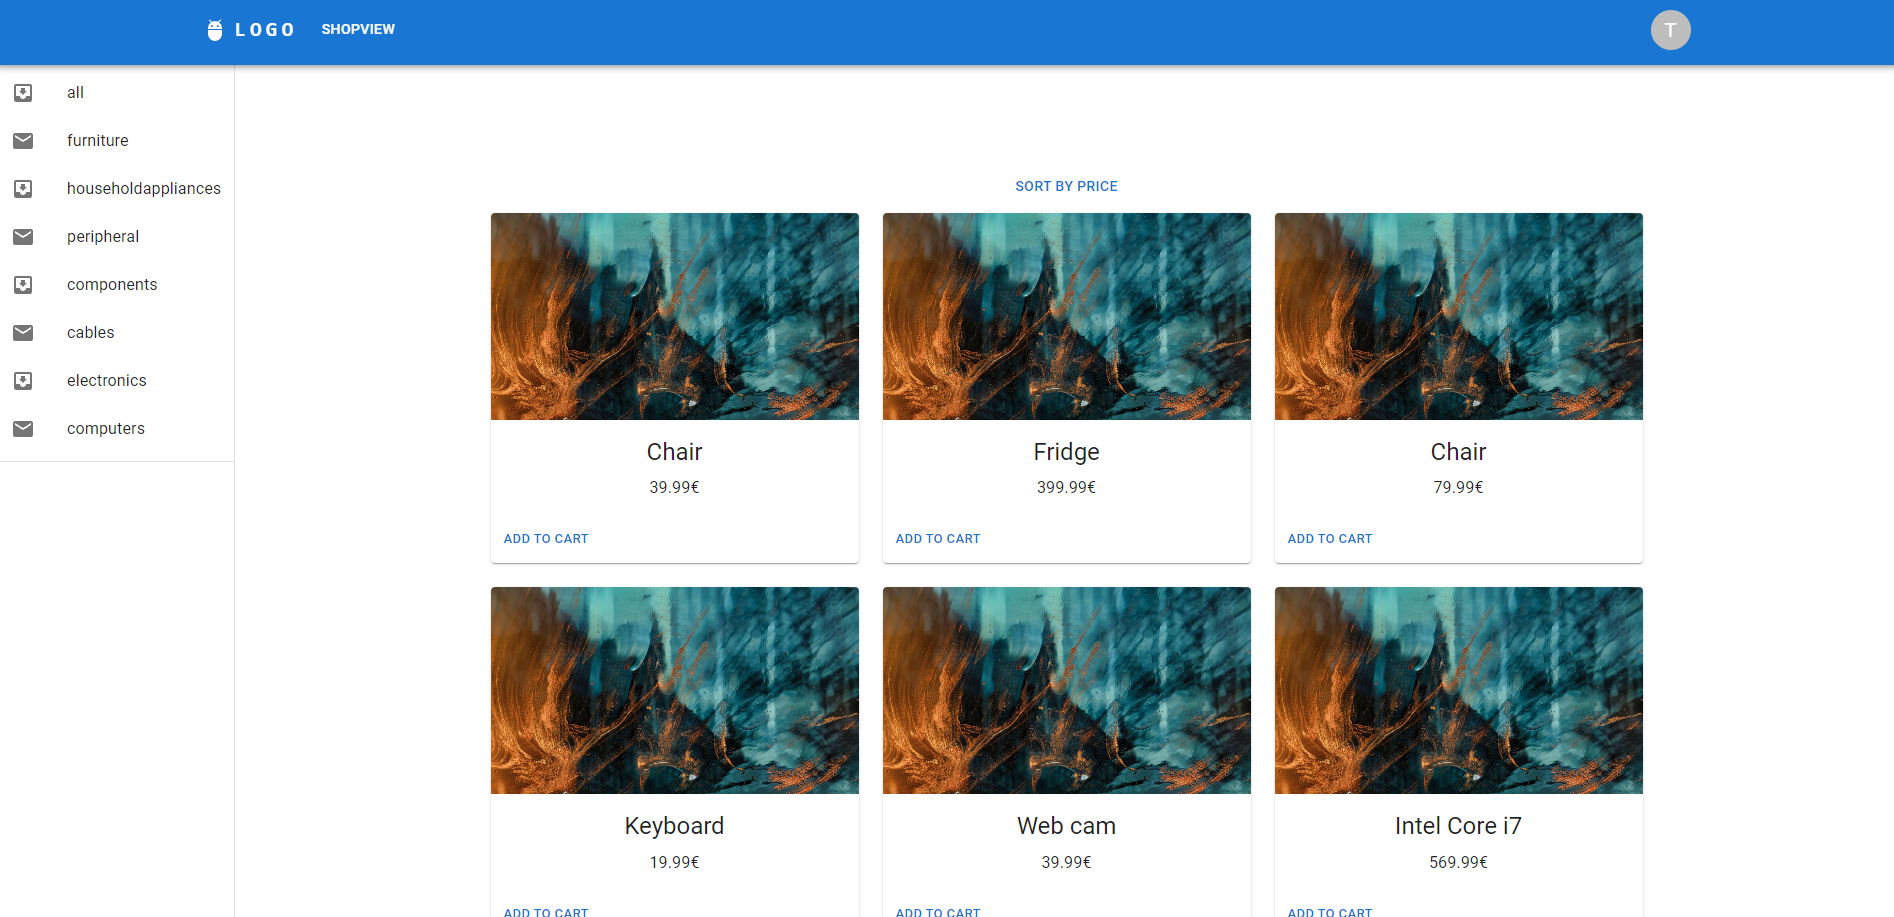 LOGO SHOPVIEW T
all
furniture
householdappliances
peripheral
components
cables
electronics
computers
SORT BY PRICE
Chair Fridge Chair
39.99€ 399.99€ 79.99€
ADD TO CART ADD TO CART ADD TO CART
Keyboard Web cam Intel Core i7
19.99€ 39.99€ 569.99€
ADD TO CART ADD TO CART ADD TO CART